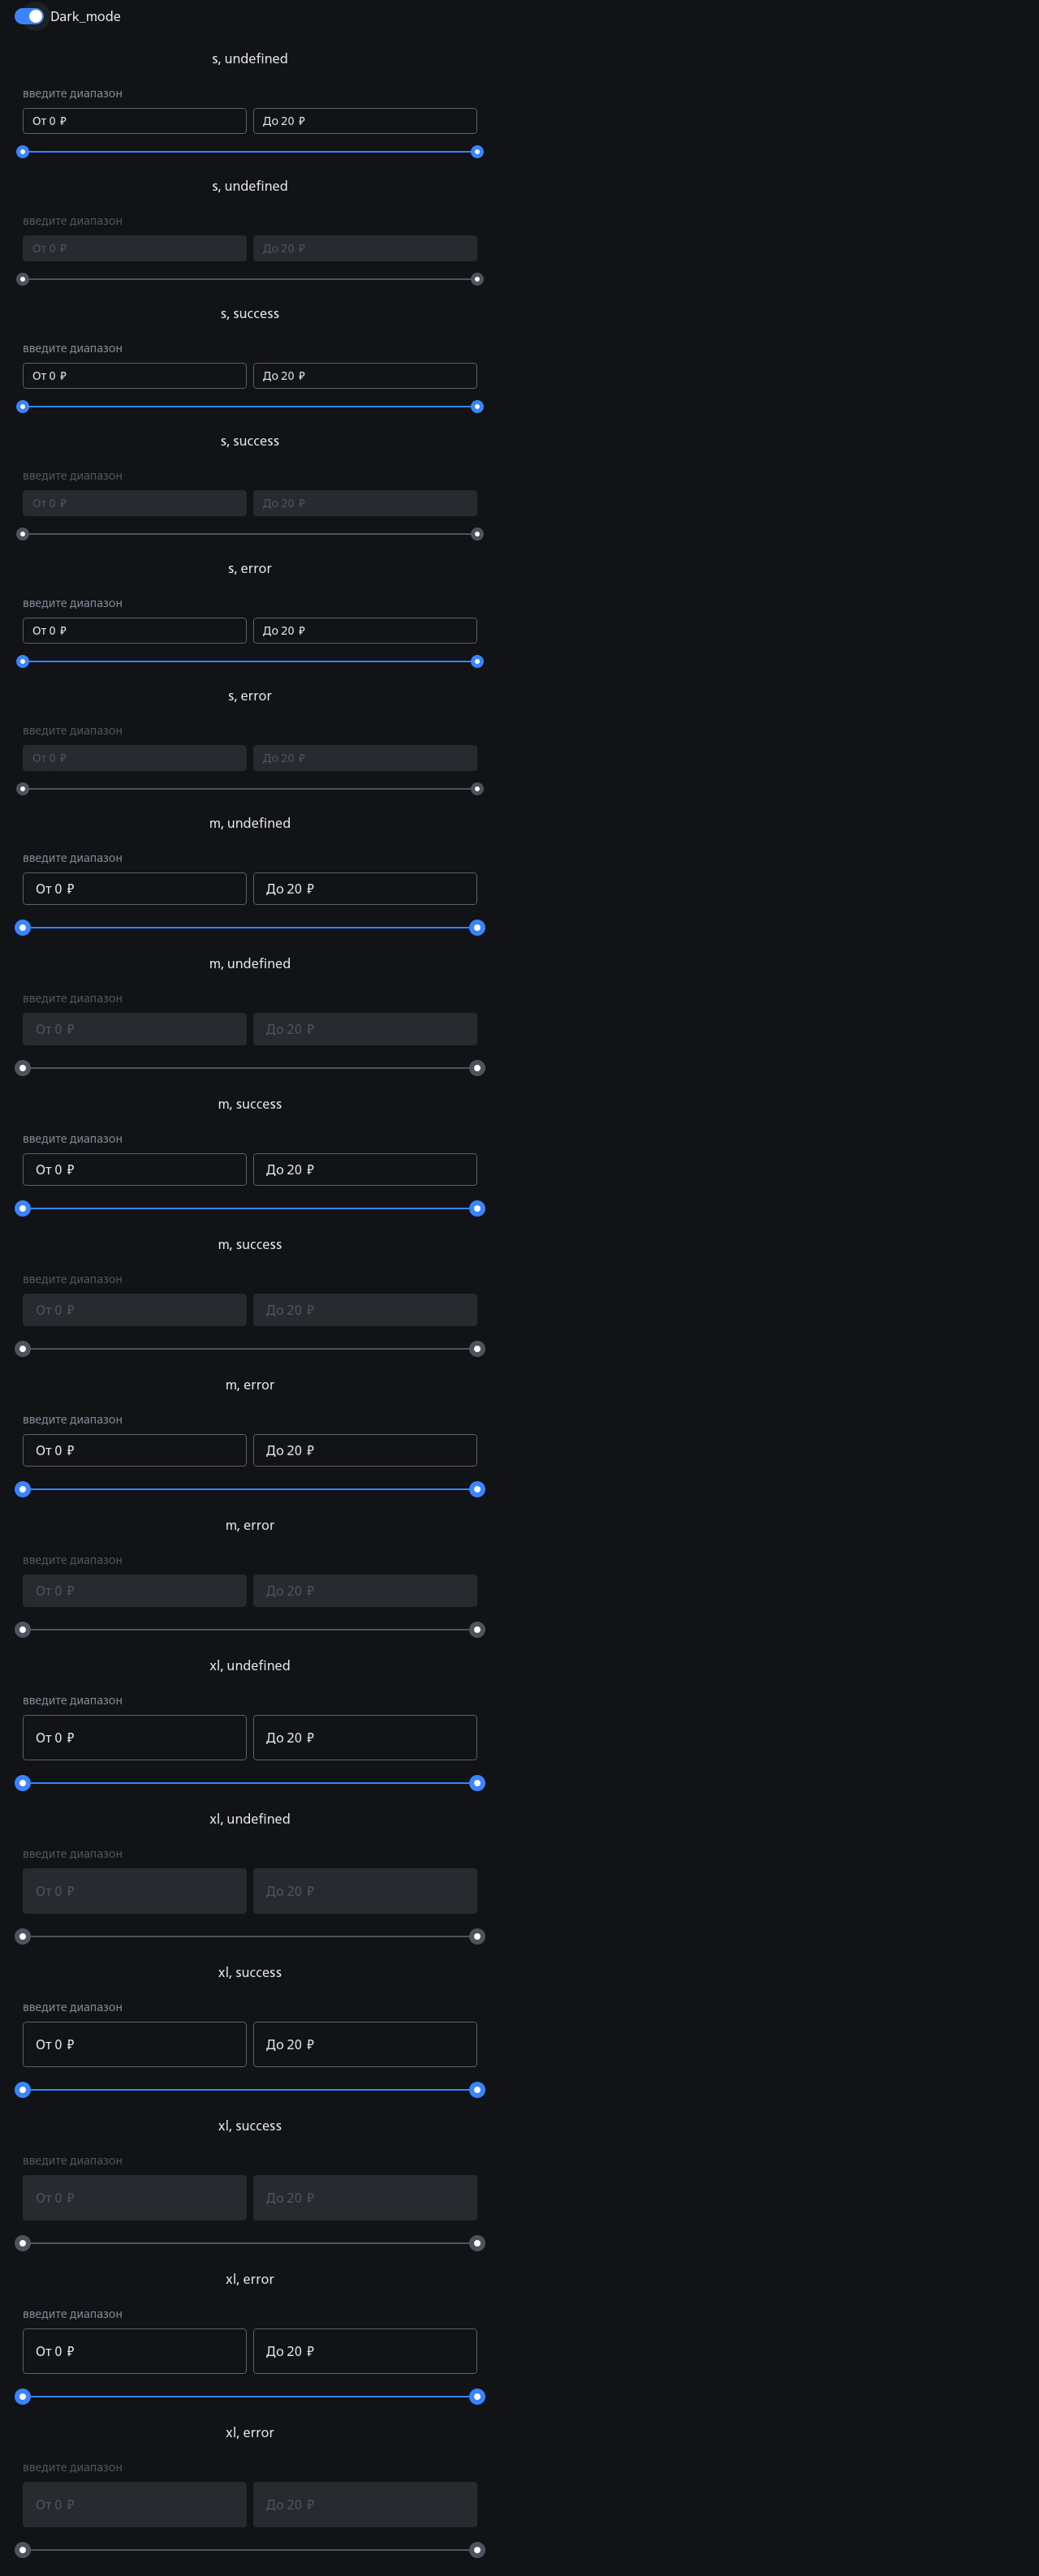 Dark_mode
s, undefined
введите диапазон
От 0 ₽ До 20 ₽
s, undefined
введите диапазон
От 0 ₽ До 20 ₽
s, success
введите диапазон
От 0 ₽ До 20 ₽
s, success
введите диапазон
От 0 ₽ До 20 ₽
s, error
введите диапазон
От 0 ₽ До 20 ₽
s, error
введите диапазон
От 0 ₽ До 20 ₽
m, undefined
введите диапазон
От 0 ₽ До 20 ₽
m, undefined
введите диапазон
От 0 ₽ До 20 ₽
m, success
введите диапазон
От 0 ₽ До 20 ₽
m, success
введите диапазон
От 0 ₽ До 20 ₽
m, error
введите диапазон
От 0 ₽ До 20 ₽
m, error
введите диапазон
От 0 ₽ До 20 ₽
xl, undefined
введите диапазон
От 0 ₽ До 20 ₽
xl, undefined
введите диапазон
От 0 ₽ До 20 ₽
xl, success
введите диапазон
От 0 ₽ До 20 ₽
xl, success
введите диапазон
От 0 ₽ До 20 ₽
xl, error
введите диапазон
От 0 ₽ До 20 ₽
xl, error
введите диапазон
От 0 ₽ До 20 ₽